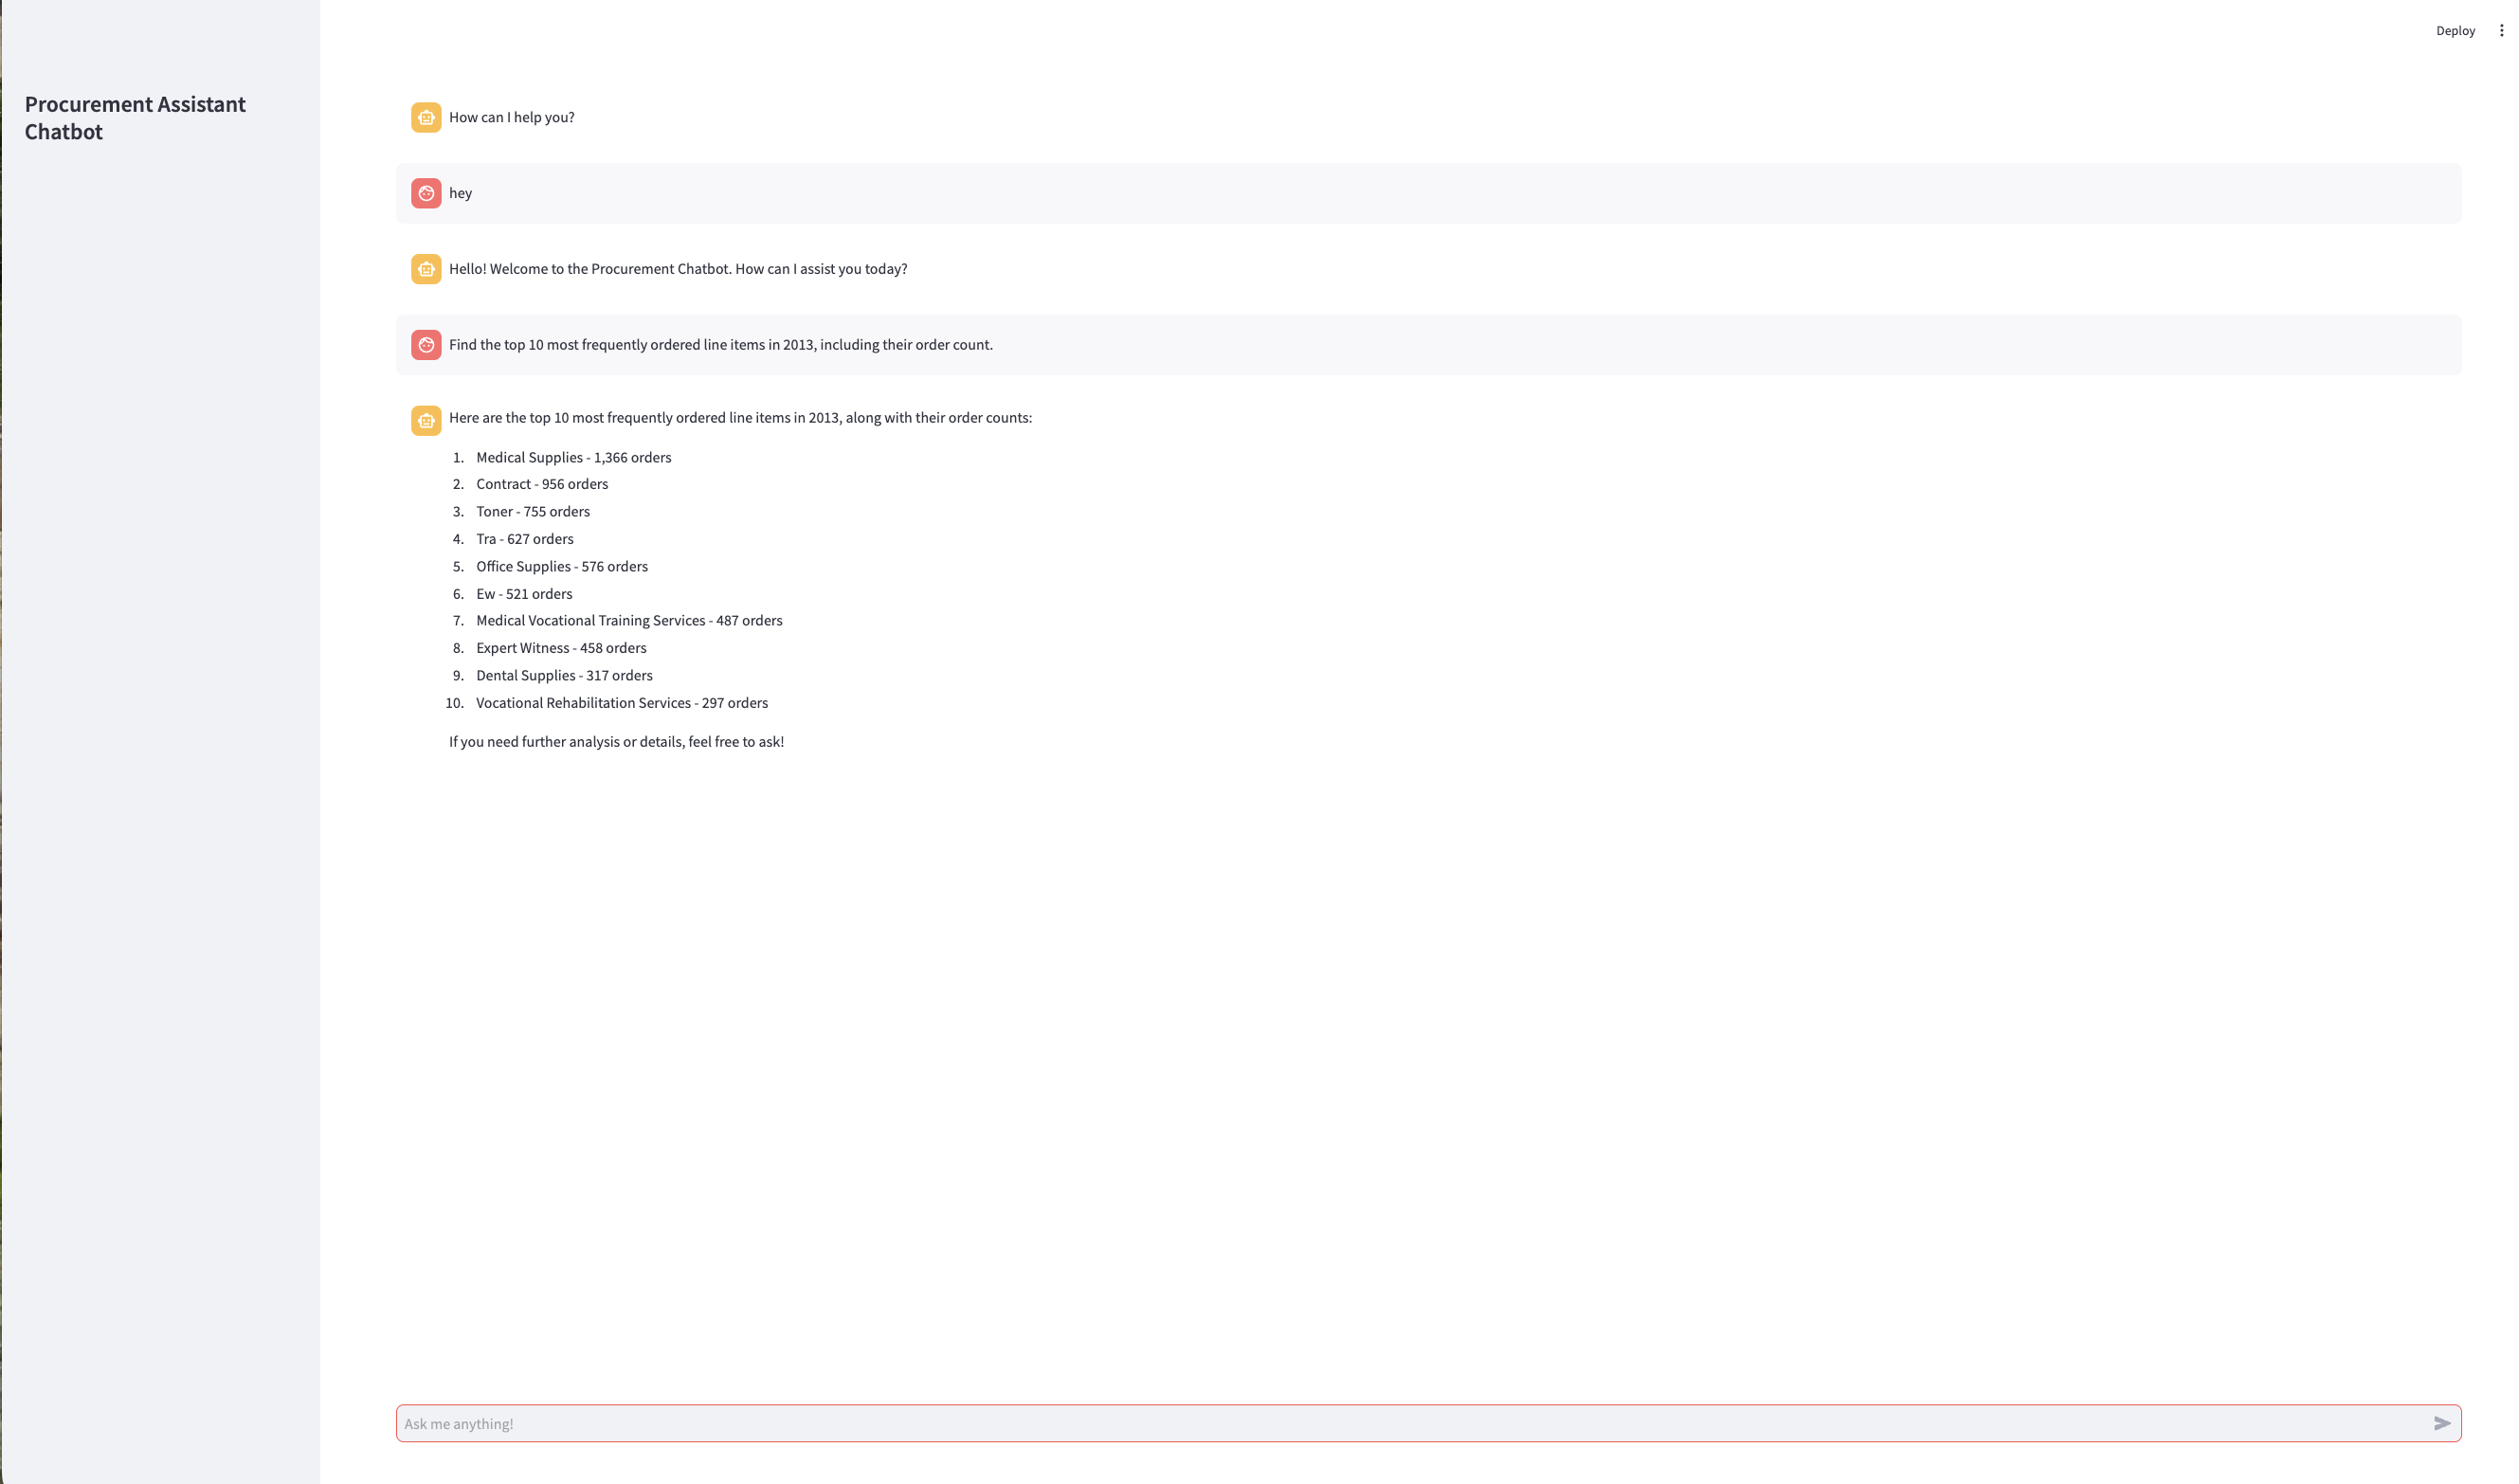 Deploy
Procurement Assistant
Chatbot
How can I help you?
hey
Hello! Welcome to the Procurement Chatbot. How can I assist you today?
Find the top 10 most frequently ordered line items in 2013, including their order count.
Here are the top 10 most frequently ordered line items in 2013, along with their order counts:
1. Medical Supplies - 1,366 orders
2. Contract - 956 orders
3. Toner - 755 orders
4. Tra - 627 orders
5. Office Supplies - 576 orders
6. Ew - 521 orders
7. Medical Vocational Training Services - 487 orders
8. Expert Witness - 458 orders
9. Dental Supplies - 317 orders
10. Vocational Rehabilitation Services - 297 orders
If you need further analysis or details, feel free to ask!
Ask me anything!